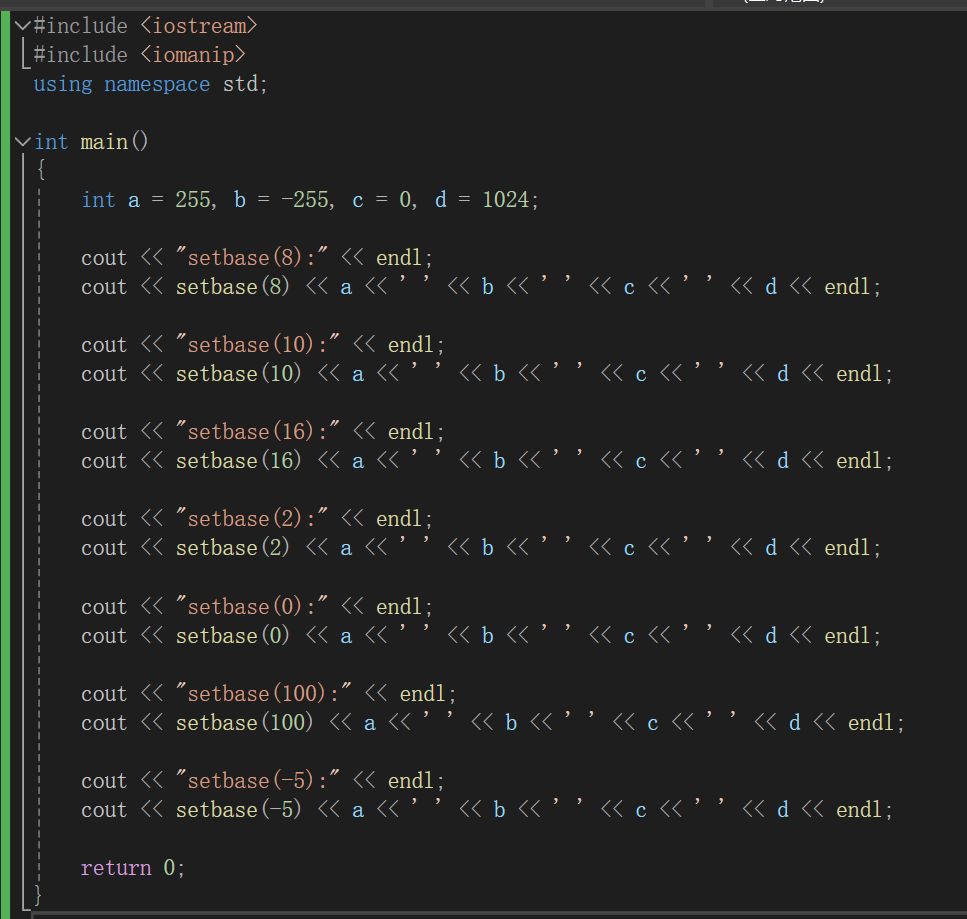 #include <iostream>
#include <iomanip>
using namespace std;
int main()
{
int a = 255, b = -255, c = 0, d = 1024;
cout << "setbase(8):" << endl;
cout << setbase(8) << a << ' ' << b << ' ' << c << ' ' << d << endl;
cout << "setbase(10):" << endl;
cout << setbase(10) << a << ' ' << b << ' ' << c << ' ' << d << endl;
cout << "setbase(16):" << endl;
cout << setbase(16) << a << ' ' << b << ' ' << c << ' ' << d << endl;
cout << "setbase(2):" << endl;
cout << setbase(2) << a << ' ' << b << ' ' << c << ' ' << d << endl;
cout << "setbase(0):" << endl;
cout << setbase(0) << a << ' ' << b << ' ' << c << ' ' << d << endl;
cout << "setbase(100):" << endl;
cout << setbase(100) << a << ' ' << b << ' ' << c << ' ' << d << endl;
cout << "setbase(-5):" << endl;
cout << setbase(-5) << a << ' ' << b << ' ' << c << ' ' << d << endl;
return 0;
}